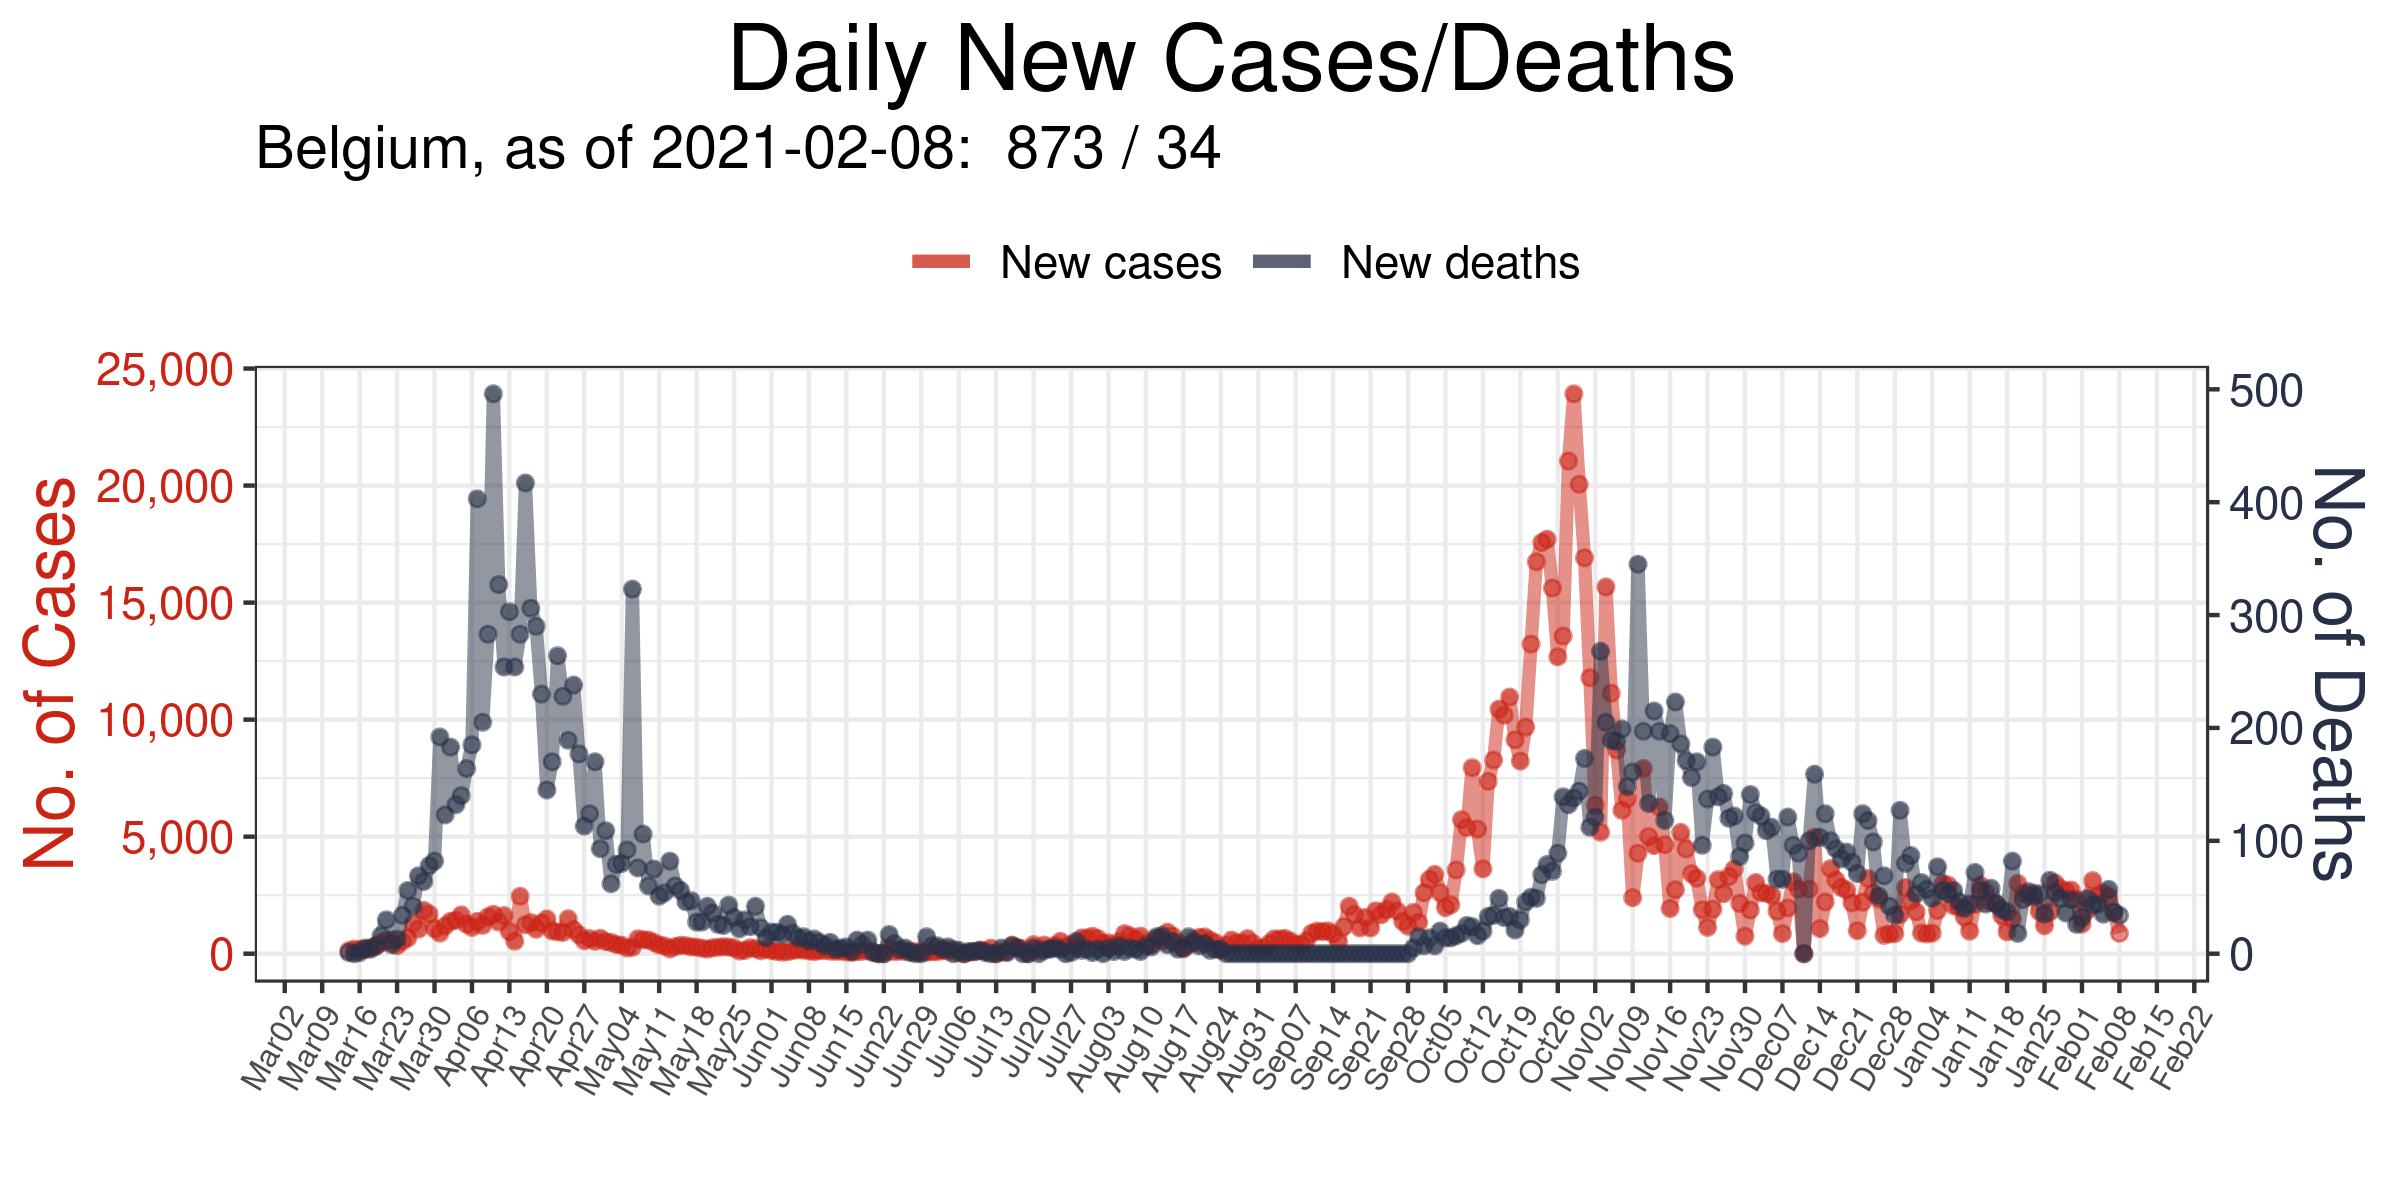 Daily New Cases/Deaths
Belgium, as of 2021-02-08:  873 / 34
New cases New deaths
No. of Cases
25,000
20,000
15,000
10,000
5,000
0
500
400
300
200
100
0
No. of Deaths
Mar02 Mar09 Mar16 Mar23 Mar30 Apr06 Apr13 Apr20 Apr27 May04 May11 May18 May25 Jun01 Jun08 Jun15 Jun22 Jun29 Jul06 Jul13 Jul20 Jul27 Aug03 Aug10 Aug17 Aug24 Aug31 Sep07 Sep14 Sep21 Sep28 Oct05 Oct12 Oct19 Oct26 Nov02 Nov09 Nov16 Nov23 Nov30 Dec07 Dec14 Dec21 Dec28 Jan04 Jan11 Jan18 Jan25 Feb01 Feb08 Feb15 Feb22